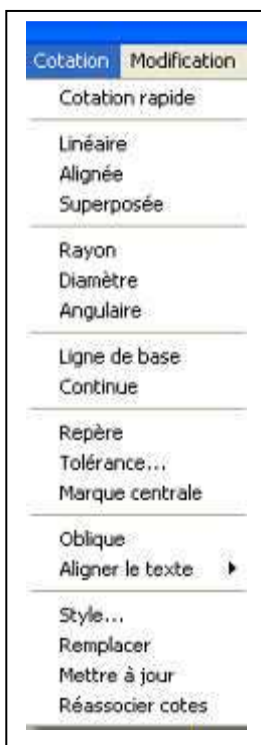 Cotation Modification
Cotation rapide
Linéaire
Alignée
Superposée
Rayon
Diamètre
Angulaire
Ligne de base
Continue
Repère
Tolérance...
Marque centrale
Oblique
Aligner le texte
Style...
Remplacer
Mettre à jour
Réassocier cotes